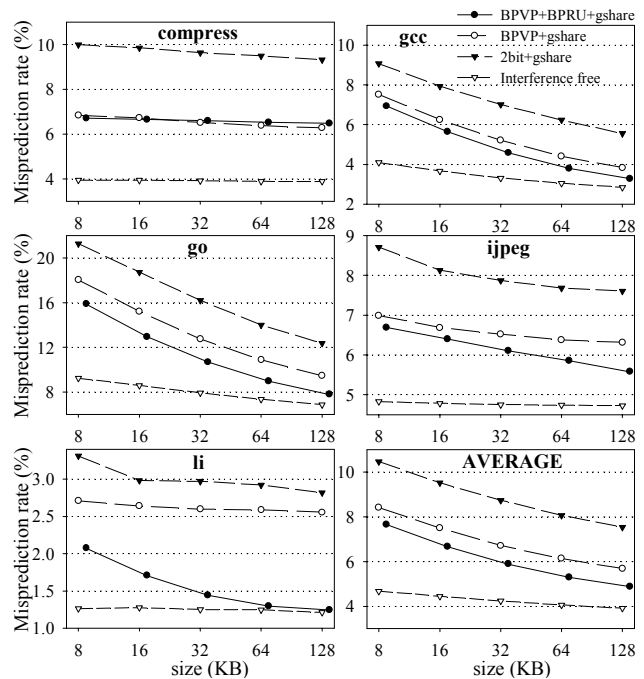 BPVP+BPRU+gshare
BPVP+gshare
2bit+gshare
Interference free
compress
Misprediction rate (%)
10
8
6
4
2
8 16 32 64 128
gcc
10
8
6
4
2
8 16 32 64 128
go
Misprediction rate (%)
20
16
12
8
8 16 32 64 128
ijpeg
9
8
7
6
5
8 16 32 64 128
li
Misprediction rate (%)
3.0
2.5
2.0
1.5
1.0
8 16 32 64 128
size (KB)
AVERAGE
10
8
6
4
8 16 32 64 128
size (KB)